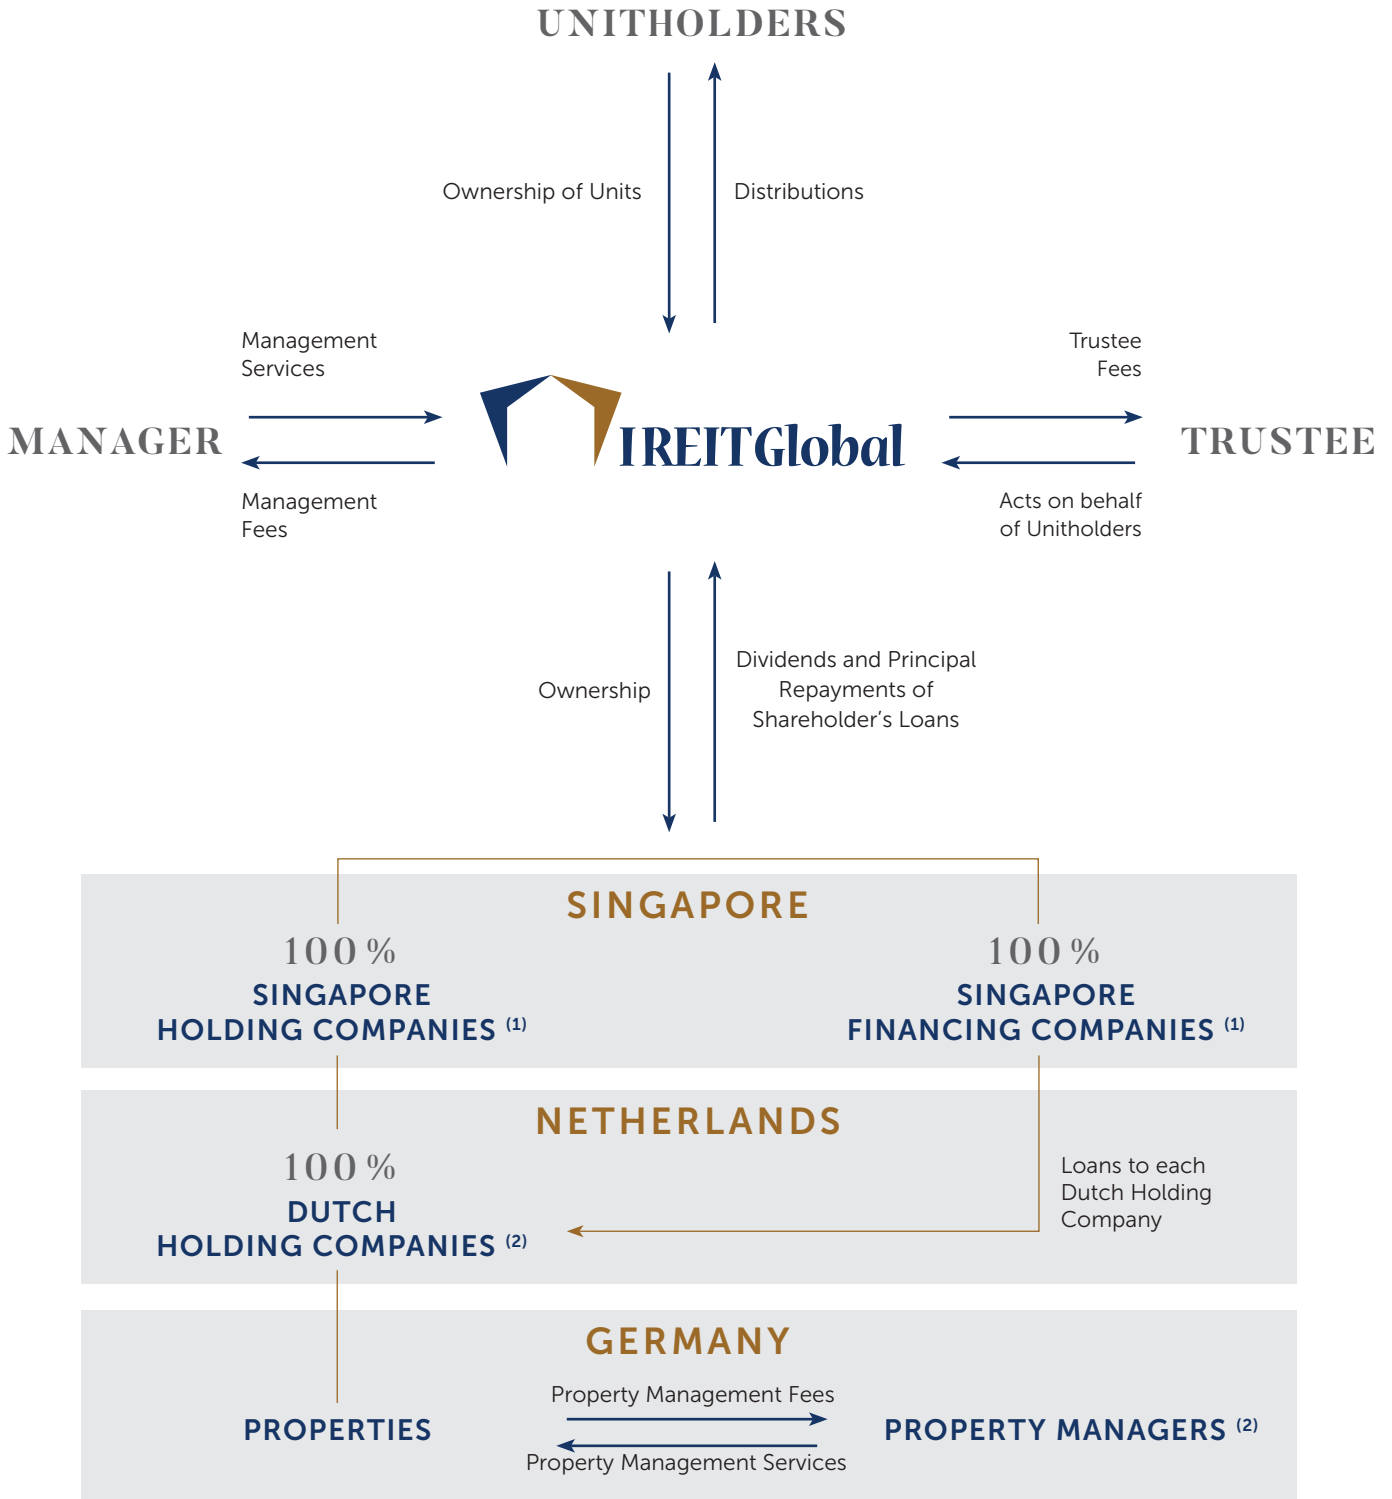 UNITHOLDERS
Ownership of Units
Distributions
Management
Services
Trustee
Fees
MANAGER
IREITGlobal
TRUSTEE
Management
Fees
Acts on behalf
of Unitholders
Ownership
Dividends and Principal
Repayments of
Shareholder’s Loans
SINGAPORE
100 %
SINGAPORE
HOLDING COMPANIES (1)
100 %
SINGAPORE
FINANCING COMPANIES (1)
NETHERLANDS
100 %
DUTCH
HOLDING COMPANIES (2)
Loans to each
Dutch Holding
Company
GERMANY
Property Management Fees
PROPERTIES
PROPERTY MANAGERS (2)
Property Management Services